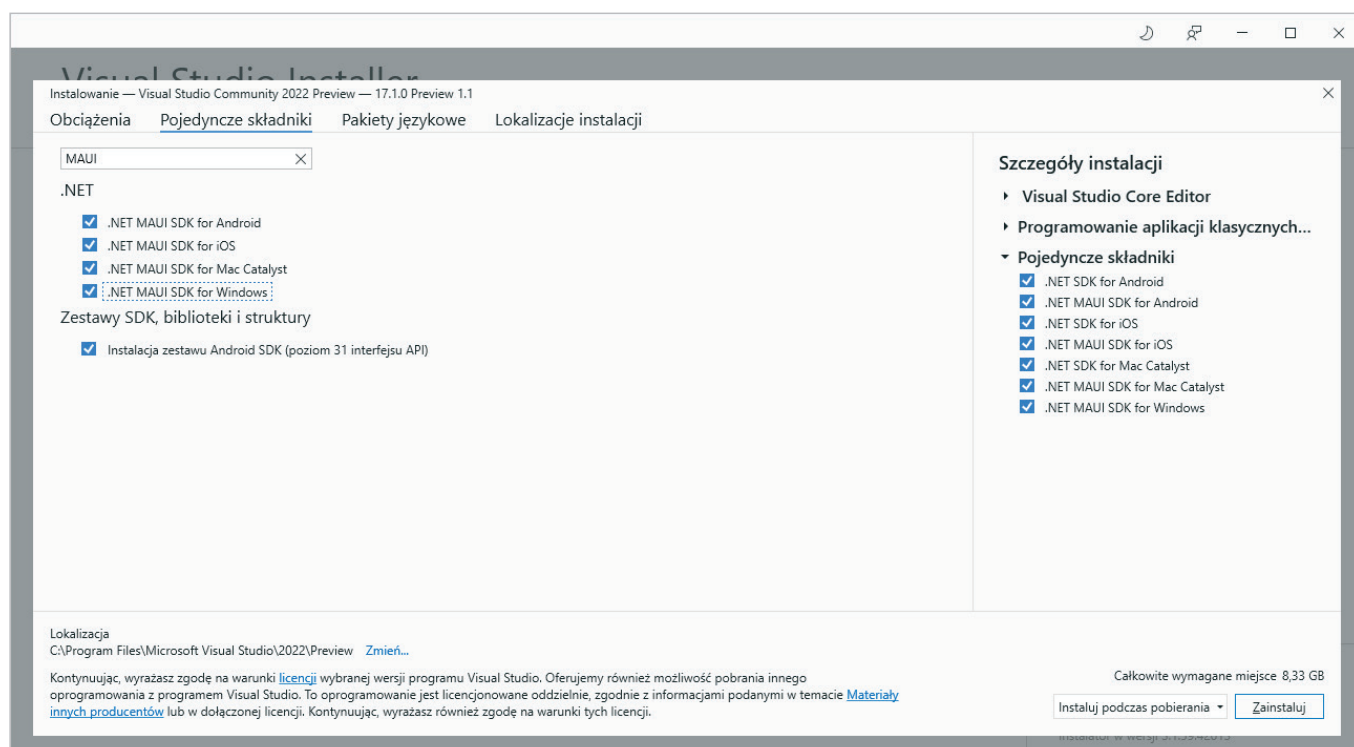 Visual Studio Installer
Instalowanie — Visual Studio Community 2022 Preview — 17.1.0 Preview 1.1
Obciążenia Pojedyncze składniki Pakiety językowe Lokalizacje instalacji
MAUI
.NET
.NET MAUI SDK for Android
.NET MAUI SDK for iOS
.NET MAUI SDK for Mac Catalyst
.NET MAUI SDK for Windows
Zestawy SDK, biblioteki i struktury
Instalacja zestawu Android SDK (poziom 31 interfejsu API)
Szczegóły instalacji
Visual Studio Core Editor
Programowanie aplikacji klasycznych...
Pojedyncze składniki
.NET SDK for Android
.NET MAUI SDK for Android
.NET SDK for iOS
.NET MAUI SDK for iOS
.NET SDK for Mac Catalyst
.NET MAUI SDK for Mac Catalyst
.NET MAUI SDK for Windows
Lokalizacja
C:\Program Files\Microsoft Visual Studio\2022\Preview Zmień...
Kontynuując, wyrażasz zgodę na warunki licencji wybranej wersji programu Visual Studio. Oferujemy również możliwość pobrania innego
oprogramowania z programem Visual Studio. To oprogramowanie jest licencjonowane oddzielnie, zgodnie z informacjami podanymi w temacie Materiały
innych producentów lub w dołączonej licencji. Kontynuując, wyrażasz również zgodę na warunki tych licencji.
Całkowite wymagane miejsce 8,33 GB
Instaluj podczas pobierania Zainstaluj